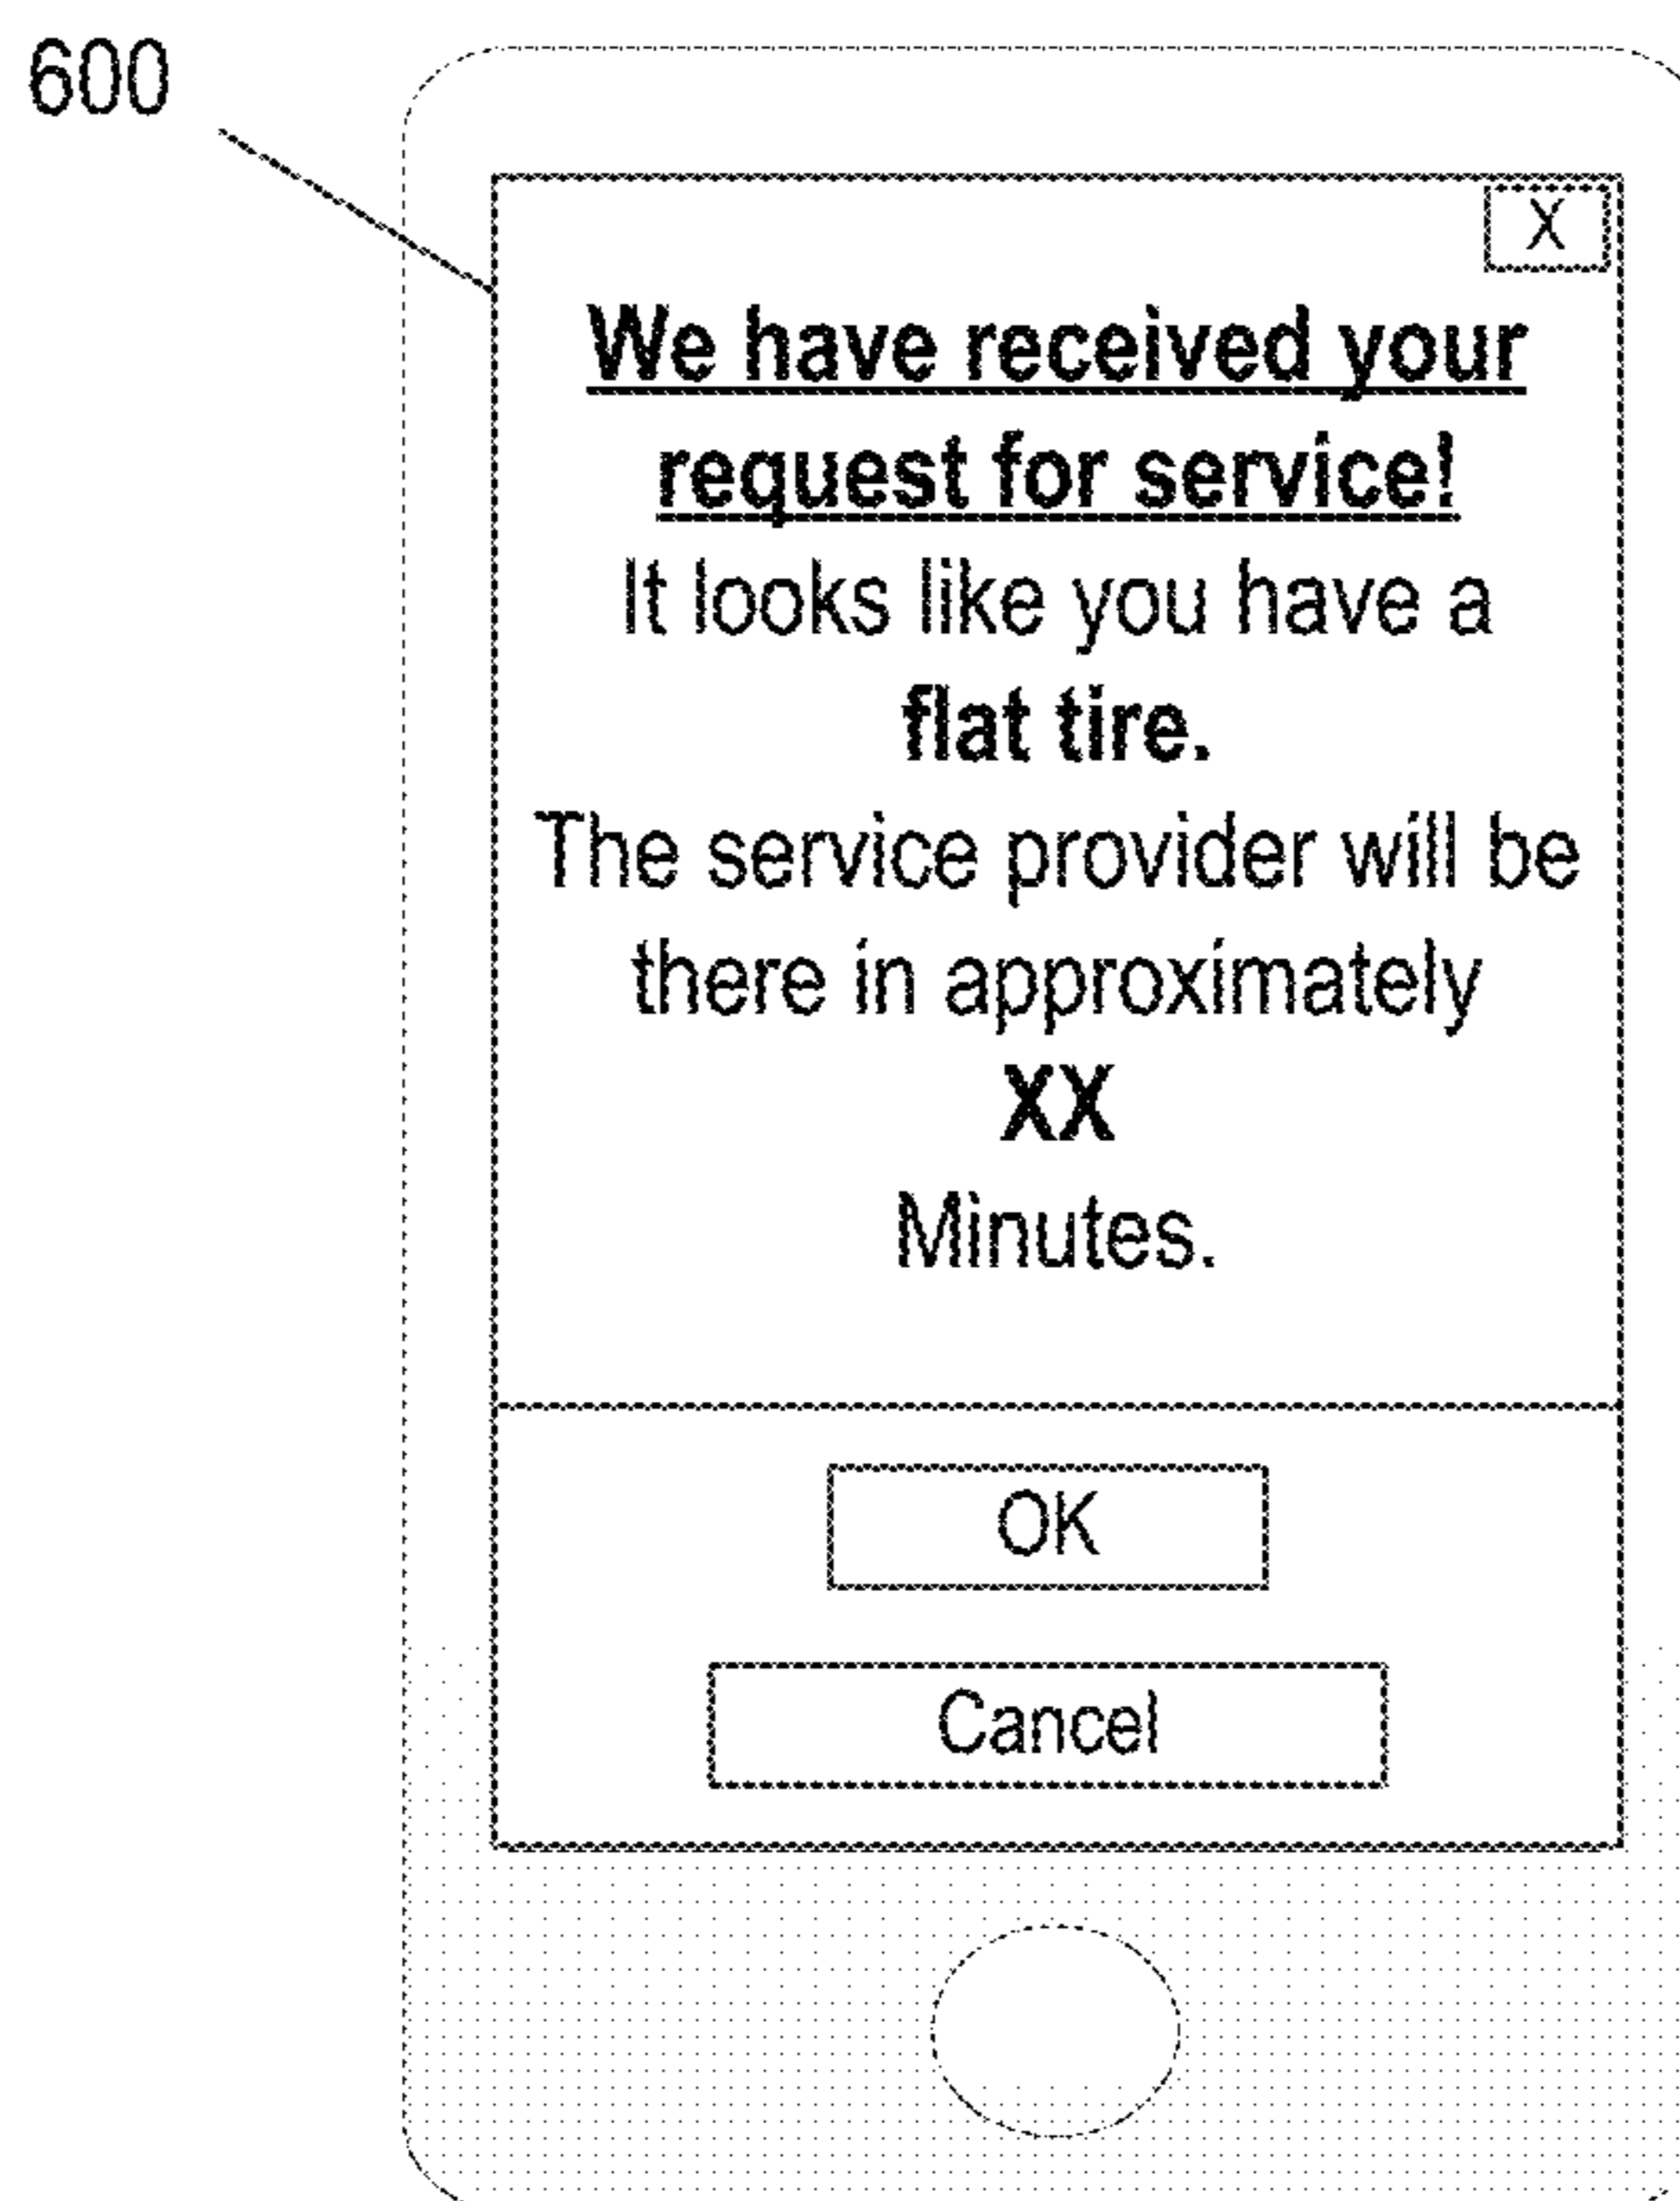 600
X
We have received your
request for service!
It looks like you have a
flat tire.
The service provider will be
there in approximately
XX
Minutes.
OK
Cancel